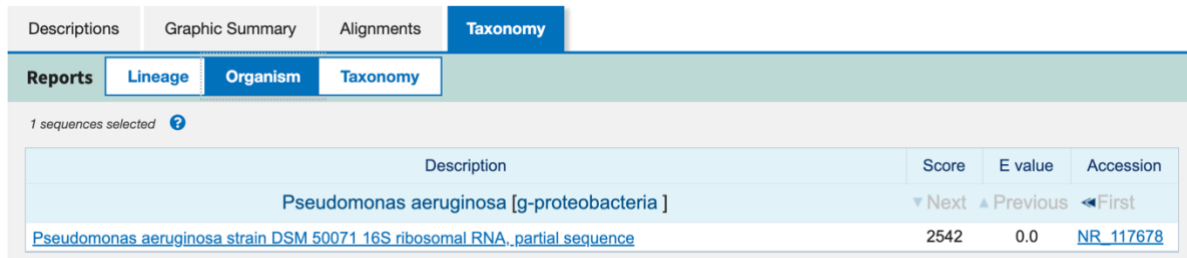 Descriptions Graphic Summary Alignments Taxonomy
Reports Lineage Organism Taxonomy
1 sequences selected ?
Description Score E value Accession
Pseudomonas aeruginosa [g-proteobacteria ] ▼Next ▲Previous ◀◀First
Pseudomonas aeruginosa strain DSM 50071 16S ribosomal RNA, partial sequence 2542 0.0 NR_117678